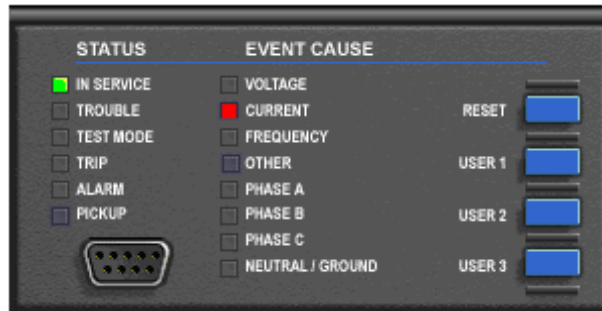 STATUS
EVENT CAUSE
IN SERVICE
VOLTAGE
TROUBLE
CURRENT
RESET
TEST MODE
FREQUENCY
TRIP
OTHER
USER 1
ALARM
PHASE A
PICKUP
PHASE B
USER 2
PHASE C
NEUTRAL / GROUND
USER 3